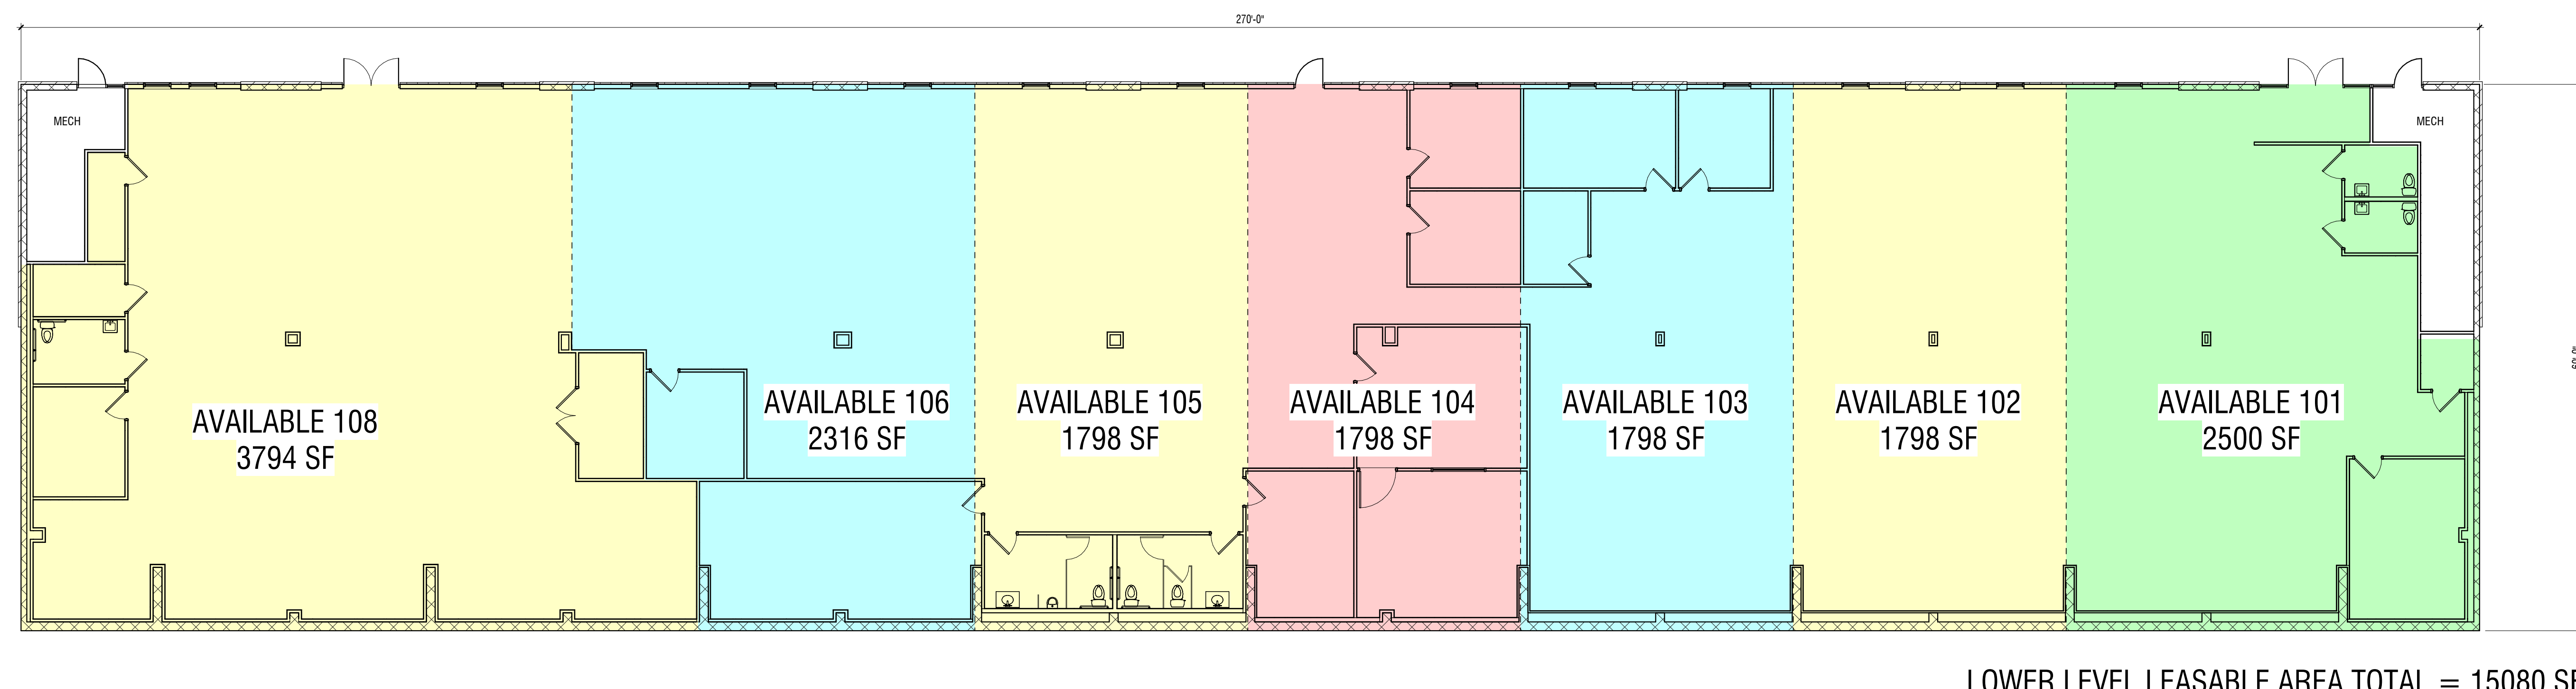 270'-0"
MECH
MECH
AVAILABLE 108
3794 SF
AVAILABLE 106
2316 SF
AVAILABLE 105
1798 SF
AVAILABLE 104
1798 SF
AVAILABLE 103
1798 SF
AVAILABLE 102
1798 SF
AVAILABLE 101
2500 SF
LOWER LEVEL LEASABLE AREA TOTAL = 15080 SF